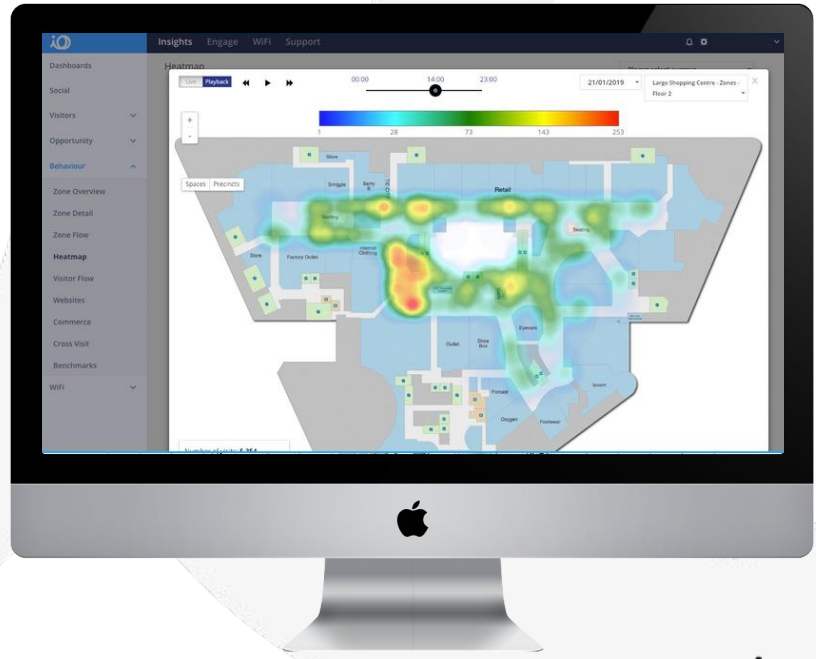 iO Insights Engage WiFi Support
Dashboards
Social
Visitors
Opportunity
Behaviour
Zone Overview
Zone Detail
Zone Flow
Heatmap
Visitor Flow
Websites
Commerce
Cross Visit
Benchmarks
WiFi
Heatmap
Live Playback
00:00 14:00 23:00
21/01/2019
Large Shopping Centre - Zones - Floor 2
X
+
-
1 28 73 143 253
Spaces Precincts
Store
Smiggle
Retail
Seating
Seating
Store
Factory Outlet
Internal Clothing
Eyecare
Outlet
Shoe Box
Forcast
Oxygen
Footwear